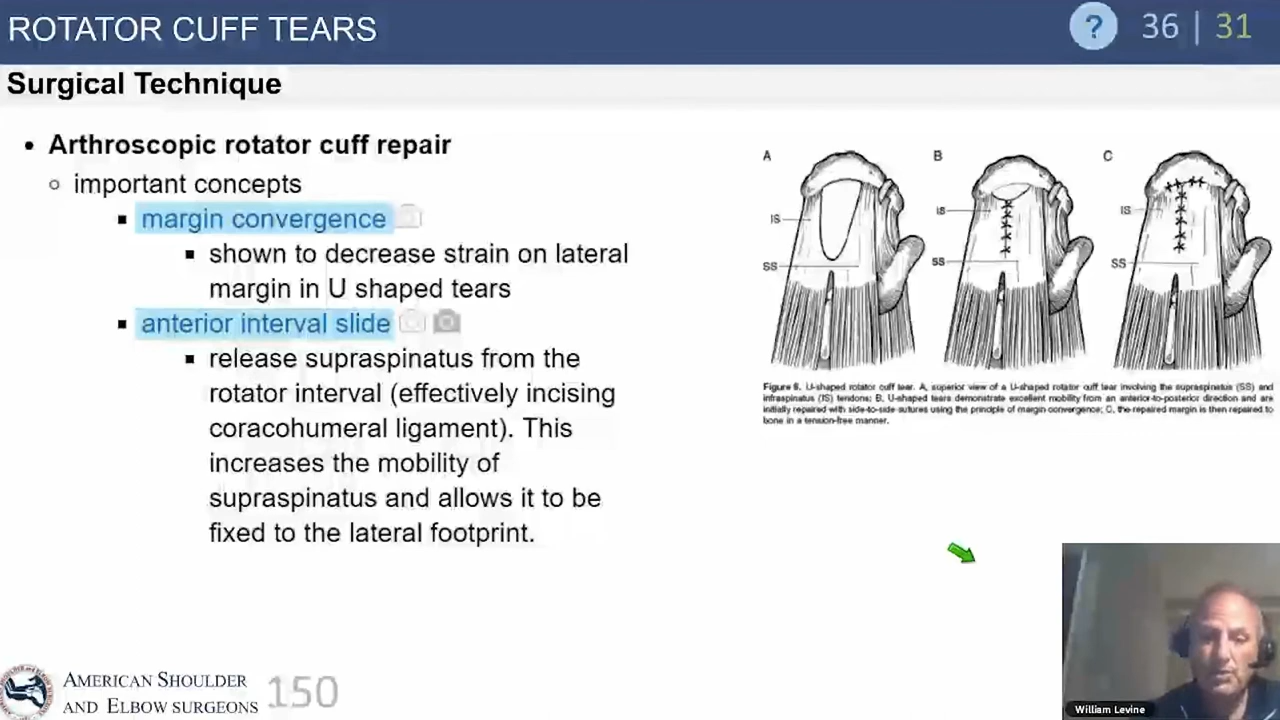 ROTATOR CUFF TEARS
? 36 | 31
Surgical Technique
• Arthroscopic rotator cuff repair
important concepts
margin convergence
shown to decrease strain on lateral
margin in U shaped tears
anterior interval slide
release supraspinatus from the
rotator interval (effectively incising
coracohumeral ligament). This
increases the mobility of
supraspinatus and allows it to be
fixed to the lateral footprint.
A B C
IS IS IS
SS SS SS
Figure 6. U-shaped rotator cuff tear. A, superior view of a U-shaped rotator cuff tear involving the supraspinatus (SS) and
infraspinatus (IS) tendons; B, U-shaped tears demonstrate excellent mobility from an anterior-to-posterior direction and are
initially repaired with side-to-side sutures using the principle of margin convergence; C, the repaired margin is then repaired to
bone in a tension-free manner.
AMERICAN SHOULDER
AND ELBOW SURGEONS
150
William Levine